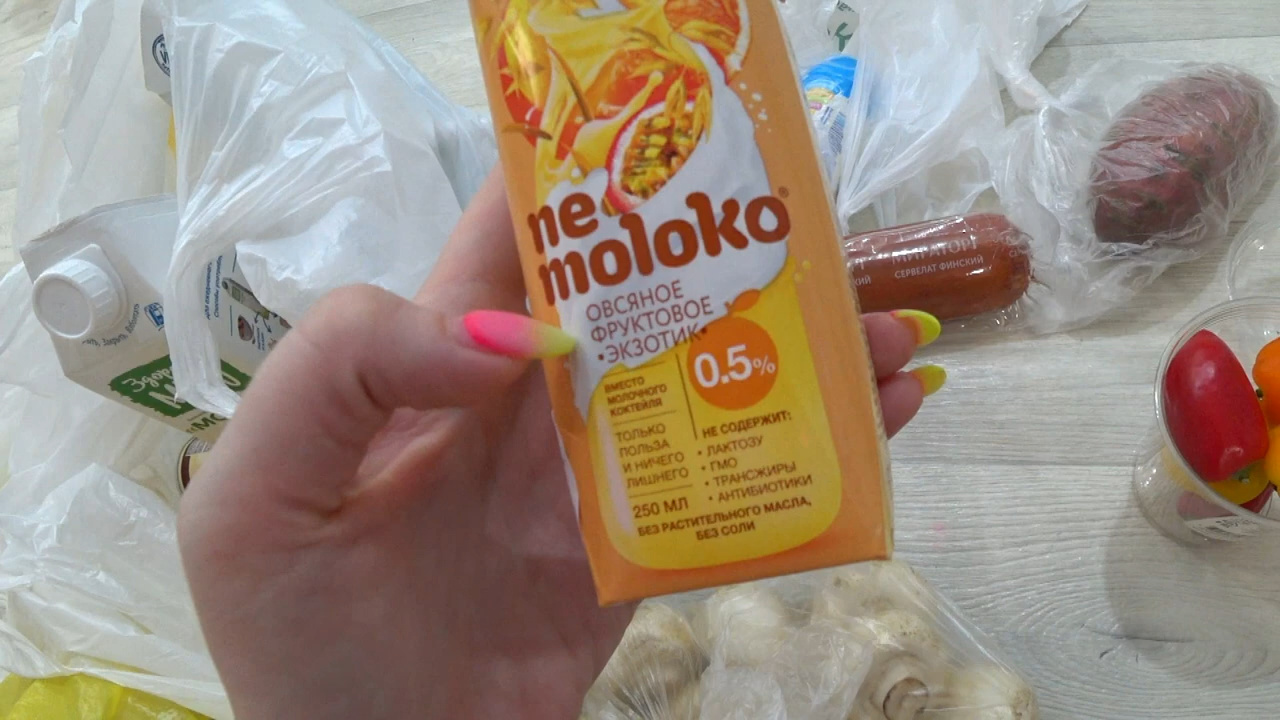 ne
moloko®
ОВСЯНОЕ
ФРУКТОВОЕ
•ЭКЗОТИК•
0.5%
ВМЕСТО
МОЛОЧНОГО
КОКТЕЙЛЯ
ТОЛЬКО
ПОЛЬЗА
И НИЧЕГО
ЛИШНЕГО
250 МЛ
НЕ СОДЕРЖИТ:
• ЛАКТОЗУ
• ГМО
• ТРАНСЖИРЫ
• АНТИБИОТИКИ
БЕЗ РАСТИТЕЛЬНОГО МАСЛА,
БЕЗ СОЛИ
МИРАТОРГ
СЕРВЕЛАТ ФИНСКИЙ